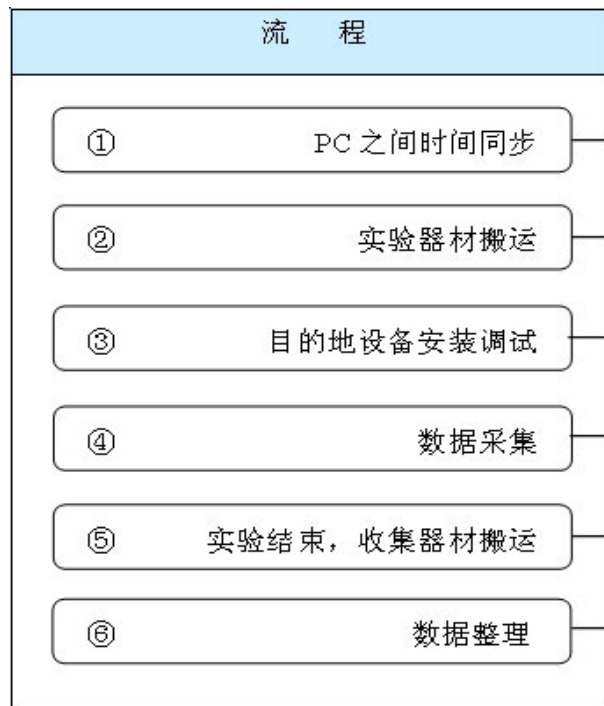 流 程
① PC之间时间同步
② 实验器材搬运
③ 目的地设备安装调试
④ 数据采集
⑤ 实验结束，收集器材搬运
⑥ 数据整理